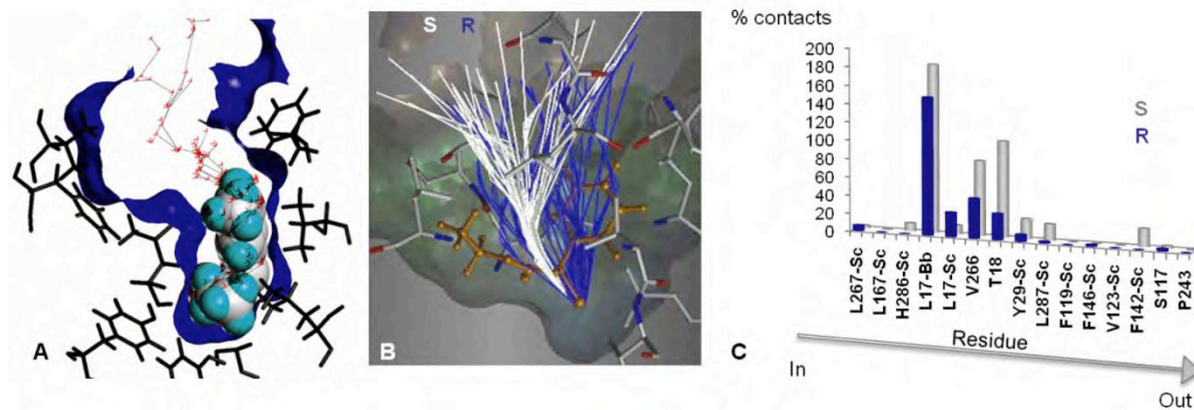 A
S R
B
% contacts
200
180
160
140
120
100
80
60
40
20
0
S
R
L267-Sc
L167-Sc
H286-Sc
L17-Bb
L17-Sc
V266
T18
Y29-Sc
L287-Sc
F119-Sc
F146-Sc
V123-Sc
F142-Sc
S117
P243
Residue
C
In
Out